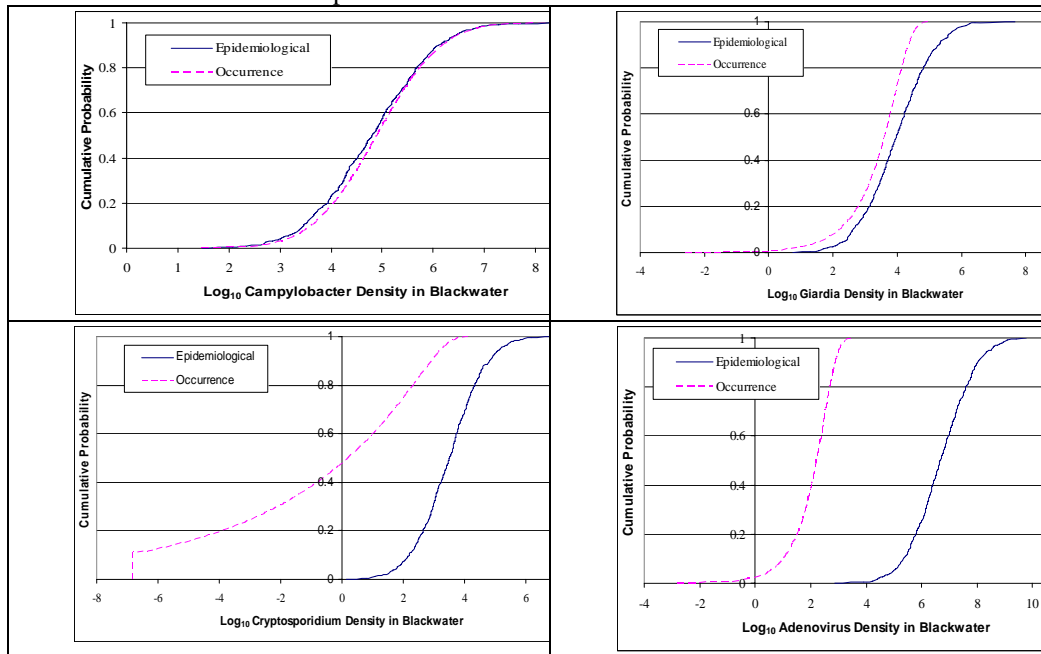 1
Epidemiological
Occurrence
0.8
0.6
0.4
0.2
0
Cumulative Probability
0 1 2 3 4 5 6 7 8
Log₁₀ Campylobacter Density in Blackwater
1
Epidemiological
Occurrence
0.8
0.6
0.4
0.2
0
Cumulative Probability
-4 -2 0 2 4 6 8
Log₁₀ Giardia Density in Blackwater
1
Epidemiological
Occurrence
0.8
0.6
0.4
0.2
0
Cumulative Probability
-8 -6 -4 -2 0 2 4 6
Log₁₀ Cryptosporidium Density in Blackwater
1
Epidemiological
Occurrence
0.8
0.6
0.4
0.2
0
Cumulative Probability
-4 -2 0 2 4 6 8 10
Log₁₀ Adenovirus Density in Blackwater